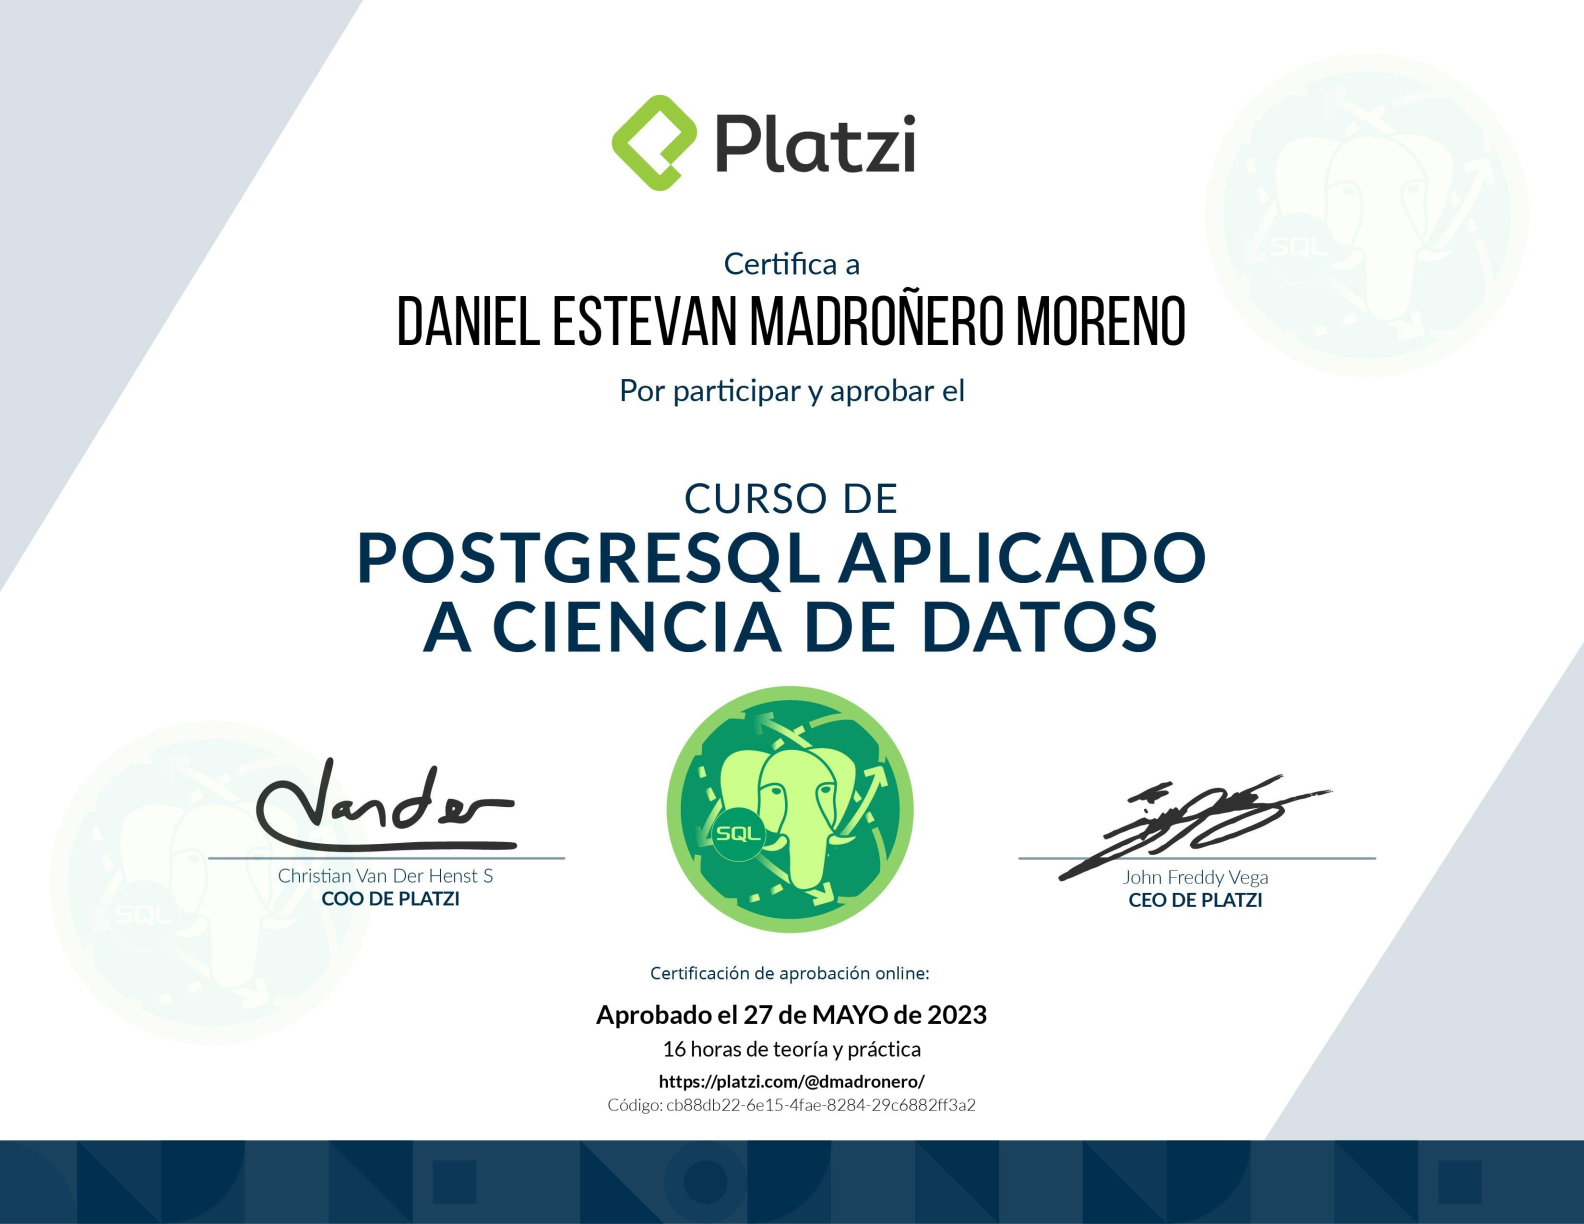 Platzi
Certifica a
DANIEL ESTEVAN MADROÑERO MORENO
Por participar y aprobar el
CURSO DE
POSTGRESQL APLICADO
A CIENCIA DE DATOS
SQL
Vander
Christian Van Der Henst S
COO DE PLATZI
SQL
SQL
John Freddy Vega
CEO DE PLATZI
Certificación de aprobación online:
Aprobado el 27 de MAYO de 2023
16 horas de teoría y práctica
https://platzi.com/@dmadronero/
Código: cb88db22-6e15-4fae-8284-29c6882ff3a2